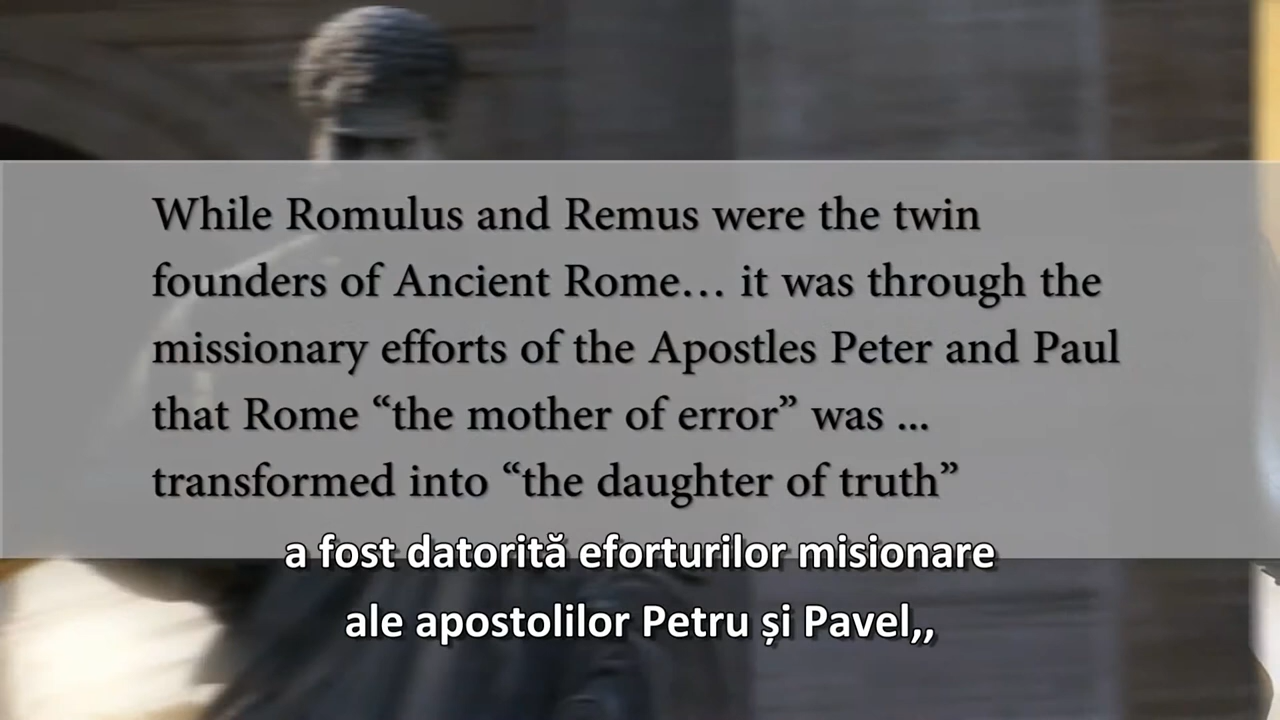 While Romulus and Remus were the twin
founders of Ancient Rome… it was through the
missionary efforts of the Apostles Peter and Paul
that Rome “the mother of error” was ...
transformed into “the daughter of truth”
a fost datorită eforturilor misionare
ale apostolilor Petru și Pavel,,